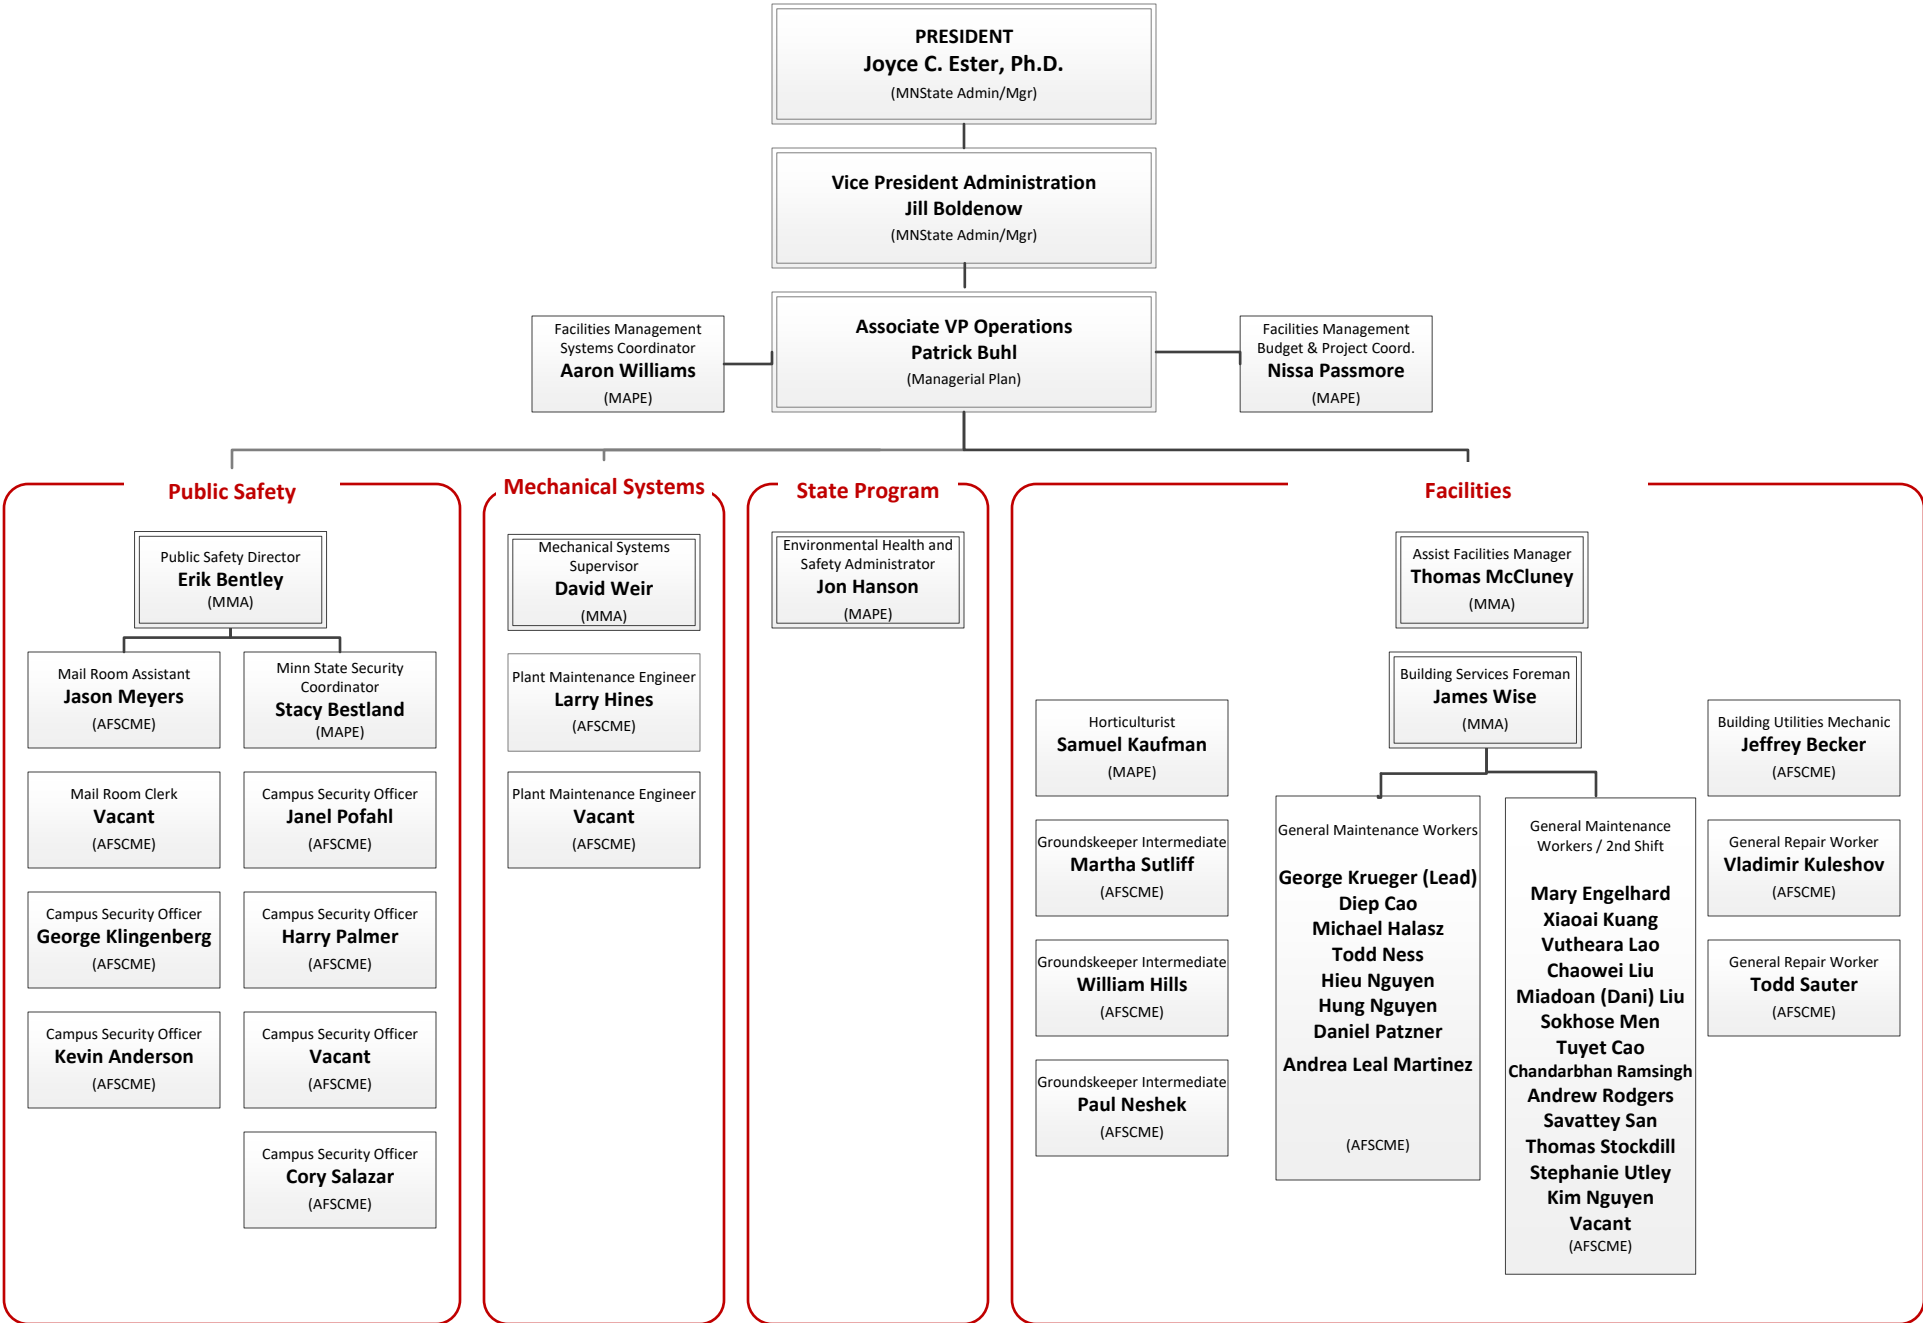 PRESIDENT
Joyce C. Ester, Ph.D.
(MNState Admin/Mgr)
Vice President Administration
Jill Boldenow
(MNState Admin/Mgr)
Facilities Management
Systems Coordinator
Aaron Williams
(MAPE)
Associate VP Operations
Patrick Buhl
(Managerial Plan)
Facilities Management
Budget & Project Coord.
Nissa Passmore
(MAPE)
Public Safety
Public Safety Director
Erik Bentley
(MMA)
Mail Room Assistant
Jason Meyers
(AFSCME)
Minn State Security
Coordinator
Stacy Bestland
(MAPE)
Mail Room Clerk
Vacant
(AFSCME)
Campus Security Officer
Janel Pofahl
(AFSCME)
Campus Security Officer
George Klingenberg
(AFSCME)
Campus Security Officer
Harry Palmer
(AFSCME)
Campus Security Officer
Kevin Anderson
(AFSCME)
Campus Security Officer
Vacant
(AFSCME)
Campus Security Officer
Cory Salazar
(AFSCME)
Mechanical Systems
Mechanical Systems
Supervisor
David Weir
(MMA)
Plant Maintenance Engineer
Larry Hines
(AFSCME)
Plant Maintenance Engineer
Vacant
(AFSCME)
State Program
Environmental Health and
Safety Administrator
Jon Hanson
(MAPE)
Facilities
Assist Facilities Manager
Thomas McCluney
(MMA)
Building Services Foreman
James Wise
(MMA)
Horticulturist
Samuel Kaufman
(MAPE)
Groundskeeper Intermediate
Martha Sutliff
(AFSCME)
Groundskeeper Intermediate
William Hills
(AFSCME)
Groundskeeper Intermediate
Paul Neshek
(AFSCME)
General Maintenance Workers
George Krueger (Lead)
Diep Cao
Michael Halasz
Todd Ness
Hieu Nguyen
Hung Nguyen
Daniel Patzner
Andrea Leal Martinez
(AFSCME)
General Maintenance
Workers / 2nd Shift
Mary Engelhard
Xiaoai Kuang
Vutheara Lao
Chaowei Liu
Miadoan (Dani) Liu
Sokhose Men
Tuyet Cao
Chandarbhan Ramsingh
Andrew Rodgers
Savattey San
Thomas Stockdill
Stephanie Utley
Kim Nguyen
Vacant
(AFSCME)
Building Utilities Mechanic
Jeffrey Becker
(AFSCME)
General Repair Worker
Vladimir Kuleshov
(AFSCME)
General Repair Worker
Todd Sauter
(AFSCME)